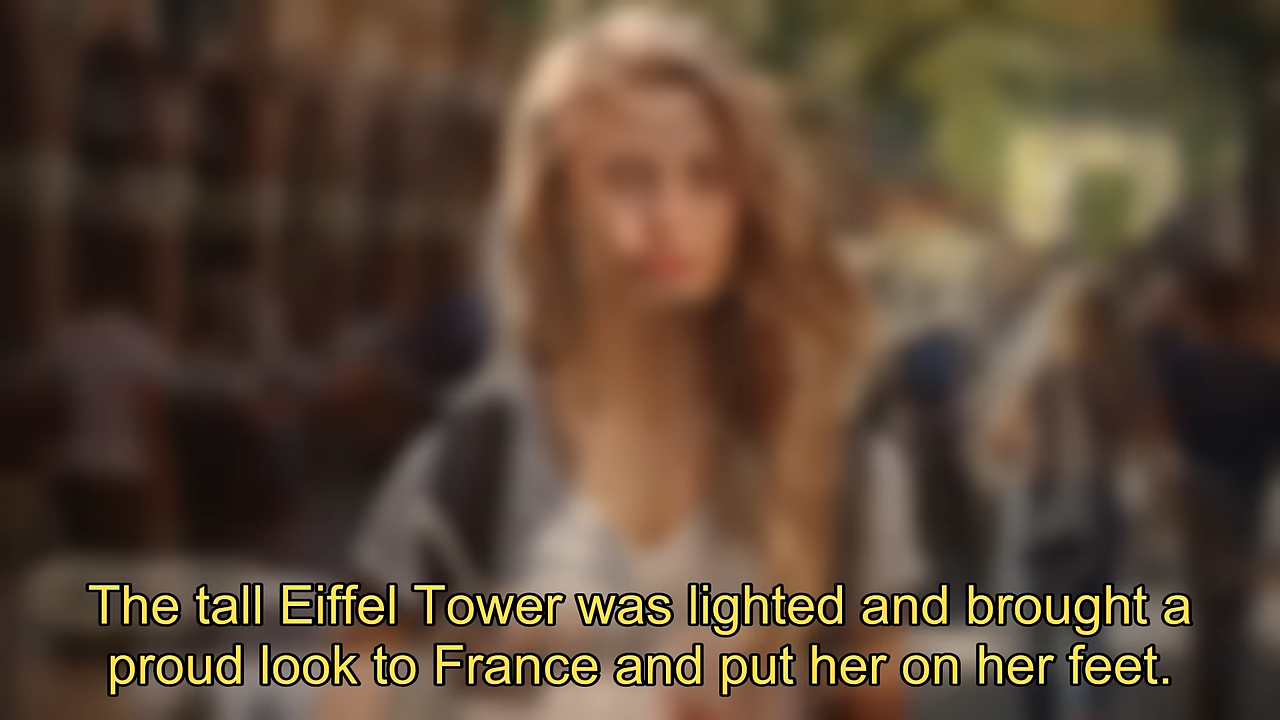 The tall Eiffel Tower was lighted and brought a
proud look to France and put her on her feet.